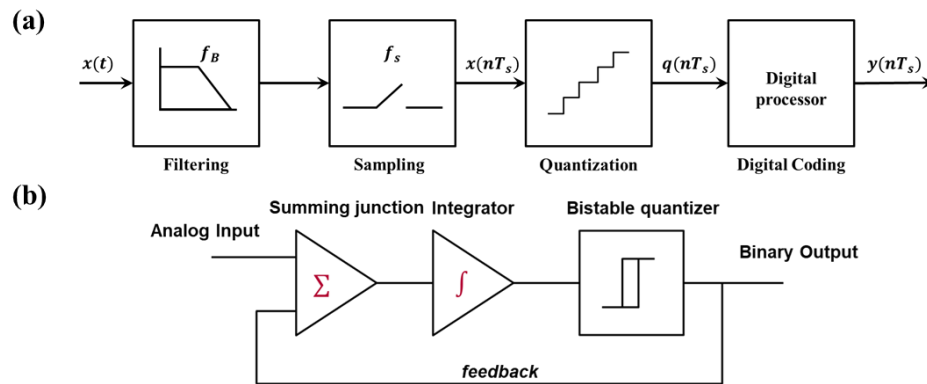 (a)
x(t)
f_B
f_s
x(nT_s)
q(nT_s)
Digital
processor
y(nT_s)
Filtering
Sampling
Quantization
Digital Coding
(b)
Summing junction
Integrator
Bistable quantizer
Analog Input
Binary Output
Σ
∫
feedback